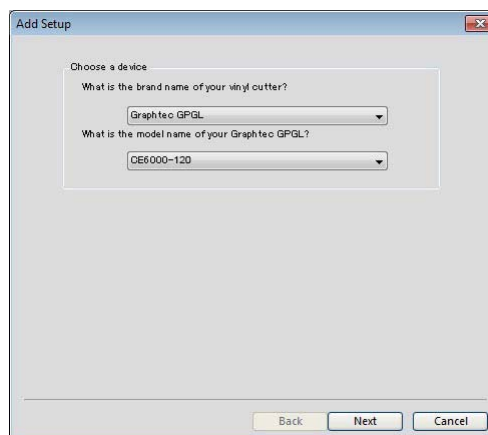 Add Setup
Choose a device
What is the brand name of your vinyl cutter?
Graphtec GPGL
What is the model name of your Graphtec GPGL?
CE6000-120
Back Next Cancel